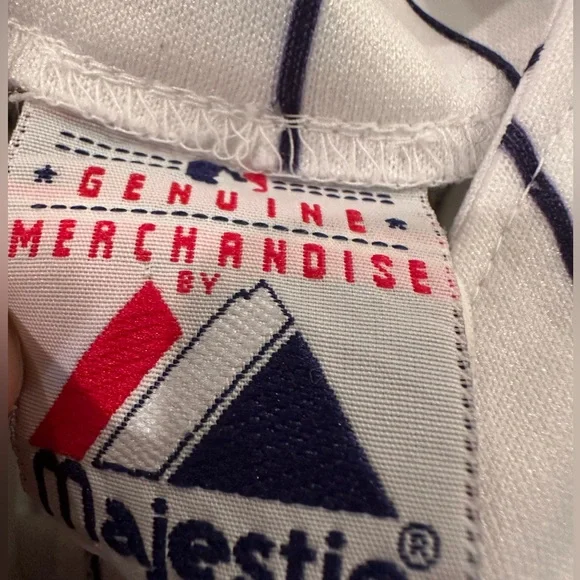 * GENUINE *
MERCHANDISE
BY
Majestic®